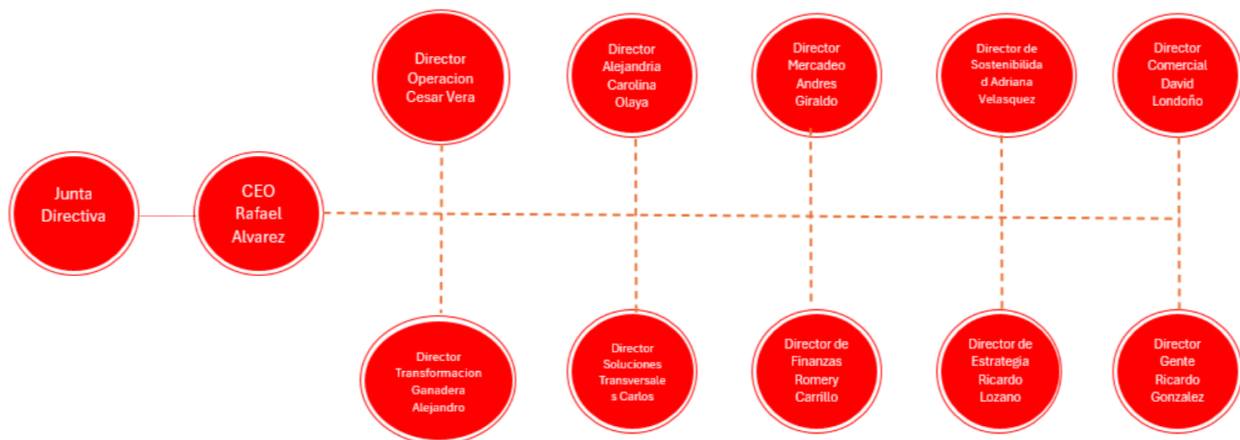 Director
Operacion
Cesar Vera
Director
Alejandria
Carolina
Olaya
Director
Mercadeo
Andres
Giraldo
Director de
Sostenibilida
d Adriana
Velasquez
Director
Comercial
David
Londoño
Junta
Directiva
CEO
Rafael
Alvarez
Director
Transformacion
Ganadera
Alejandro
Director
Soluciones
Transversale
s Carlos
Director de
Finanzas
Romery
Carrillo
Director de
Estrategia
Ricardo
Lozano
Director
Gente
Ricardo
Gonzalez